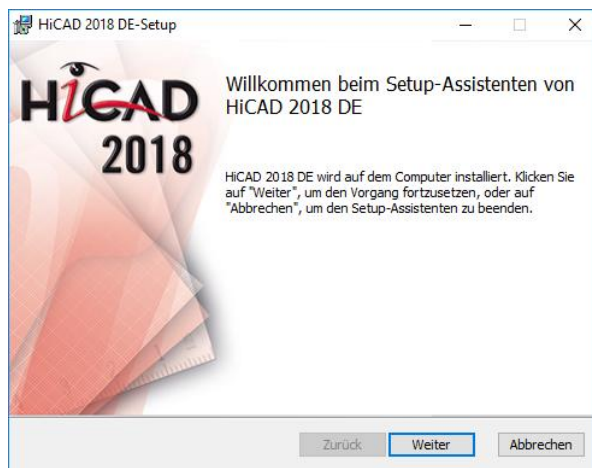 HiCAD 2018 DE-Setup
HiCAD
2018
Willkommen beim Setup-Assistenten von
HiCAD 2018 DE
HiCAD 2018 DE wird auf dem Computer installiert. Klicken Sie
auf "Weiter", um den Vorgang fortzusetzen, oder auf
"Abbrechen", um den Setup-Assistenten zu beenden.
Zurück Weiter Abbrechen